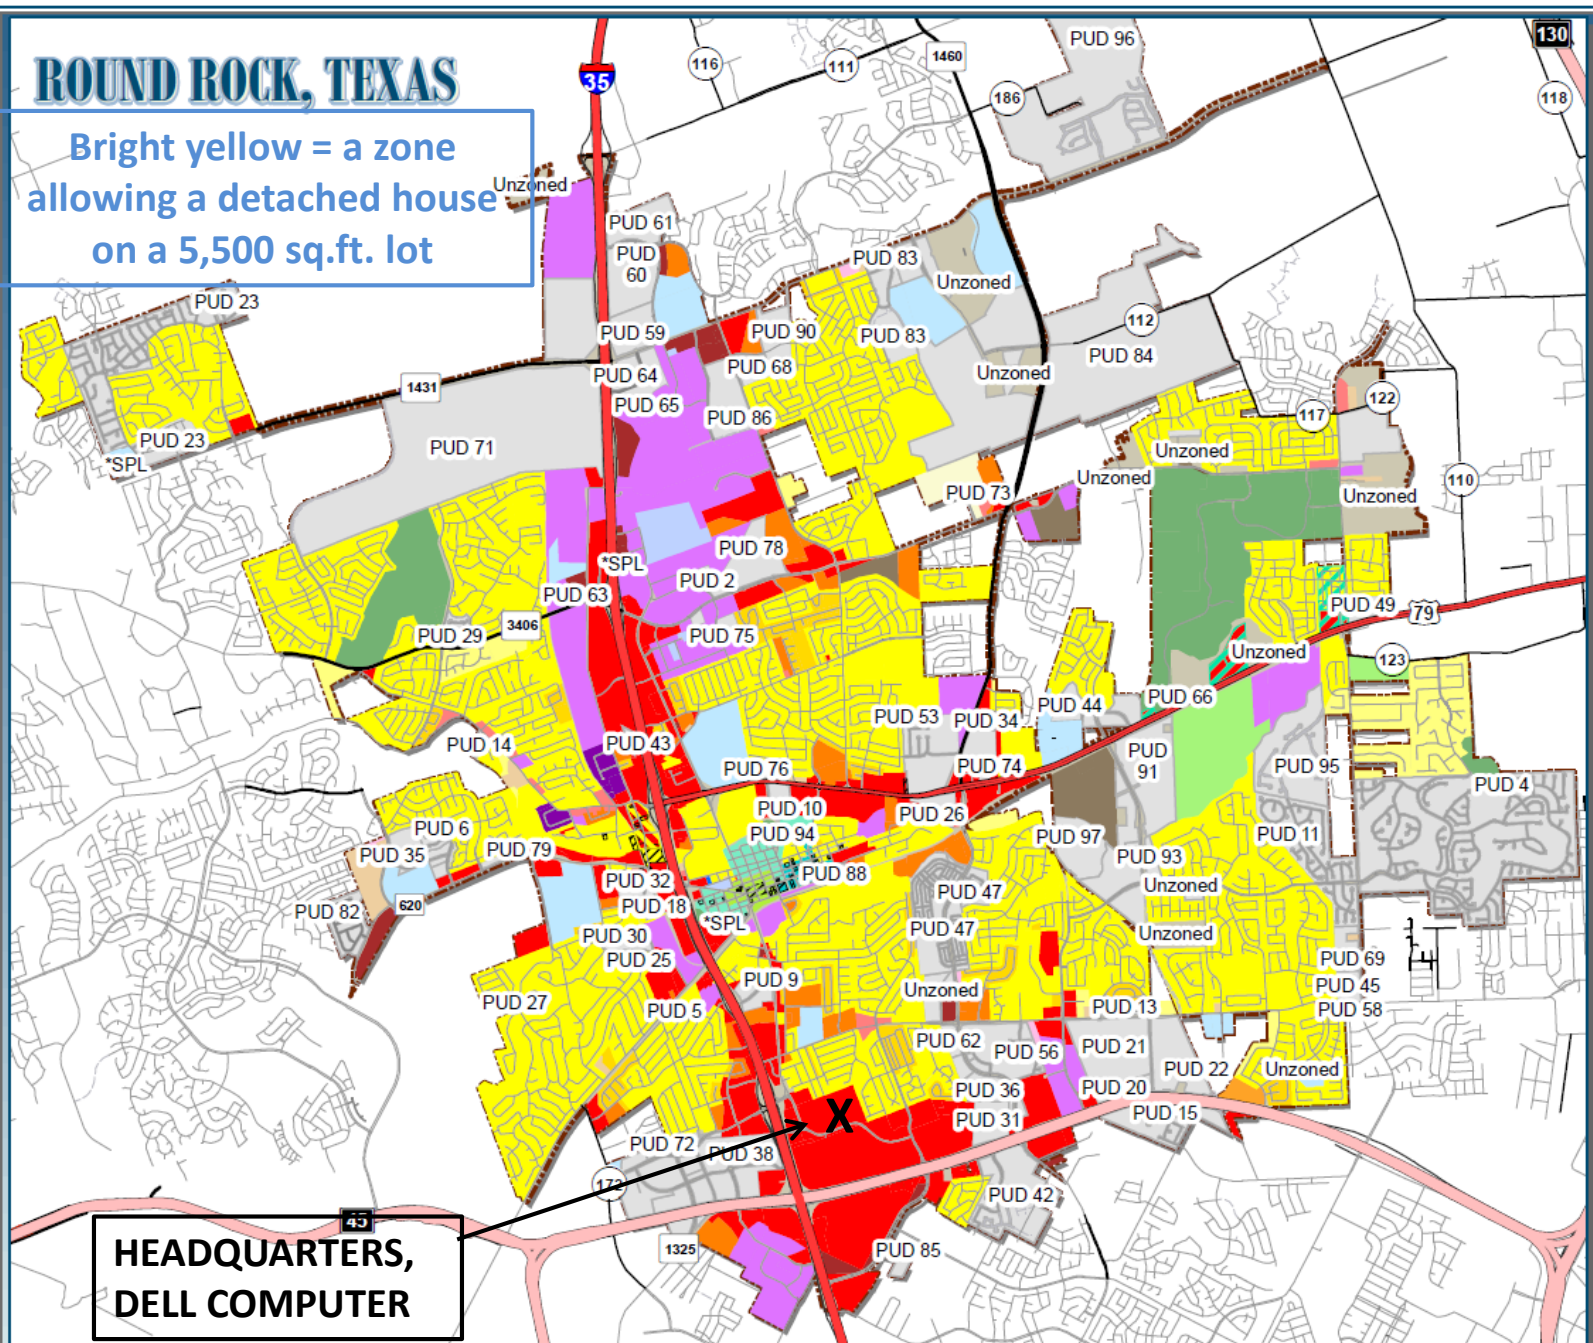 ROUND ROCK, TEXAS
Bright yellow = a zone
allowing a detached house
on a 5,500 sq.ft. lot
35
116
111
1460
PUD 96
130
186
118
Unzoned
PUD 61
PUD
60
PUD 83
Unzoned
PUD 23
PUD 59
PUD 90
PUD 83
112
PUD 84
PUD 64
PUD 68
Unzoned
1431
PUD 65
122
PUD 86
117
PUD 23
PUD 71
*SPL
Unzoned
Unzoned
110
PUD 73
Unzoned
PUD 78
*SPL
PUD 2
PUD 63
PUD 49
79
3406
PUD 29
PUD 75
Unzoned
123
PUD 66
PUD 44
PUD 53
PUD 34
PUD 14
PUD 43
PUD
91
PUD 76
PUD 74
PUD 95
PUD 4
PUD 10
PUD 26
PUD 6
PUD 94
PUD 97
PUD 11
PUD 35
PUD 79
PUD 93
PUD 88
PUD 32
Unzoned
PUD 47
620
PUD 82
PUD 18
*SPL
PUD 47
Unzoned
PUD 30
PUD 25
PUD 69
PUD 9
PUD 45
Unzoned
PUD 27
PUD 5
PUD 13
PUD 58
PUD 62
PUD 56
PUD 21
PUD 22
Unzoned
PUD 36
PUD 20
X
PUD 31
PUD 15
PUD 72
PUD 38
172
PUD 42
45
1325
PUD 85
HEADQUARTERS,
DELL COMPUTER